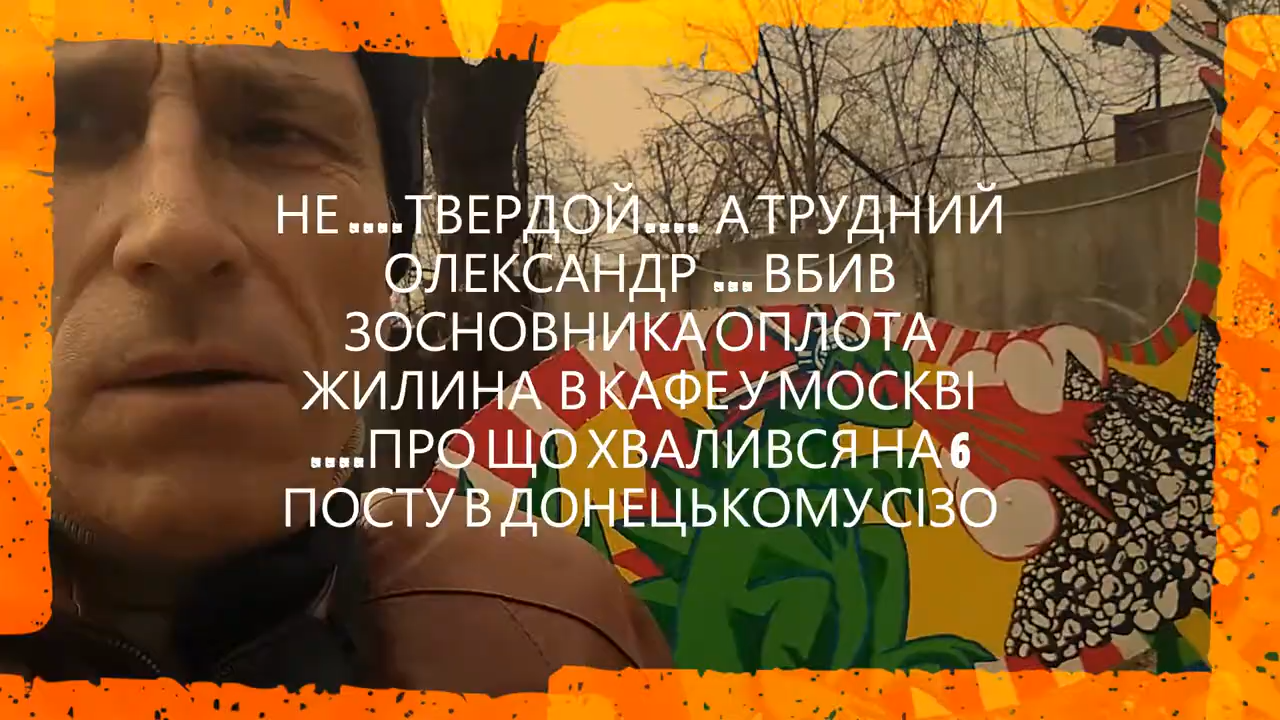 НЕ ....ТВЕРДОЙ.... А ТРУДНИЙ
ОЛЕКСАНДР ... ВБИВ
ЗОСНОВНИКА ОПЛОТА
ЖИЛИНА В КАФЕ У МОСКВІ
....ПРО ЩО ХВАЛИВСЯ НА 6
ПОСТУ В ДОНЕЦЬКОМУ СІЗО